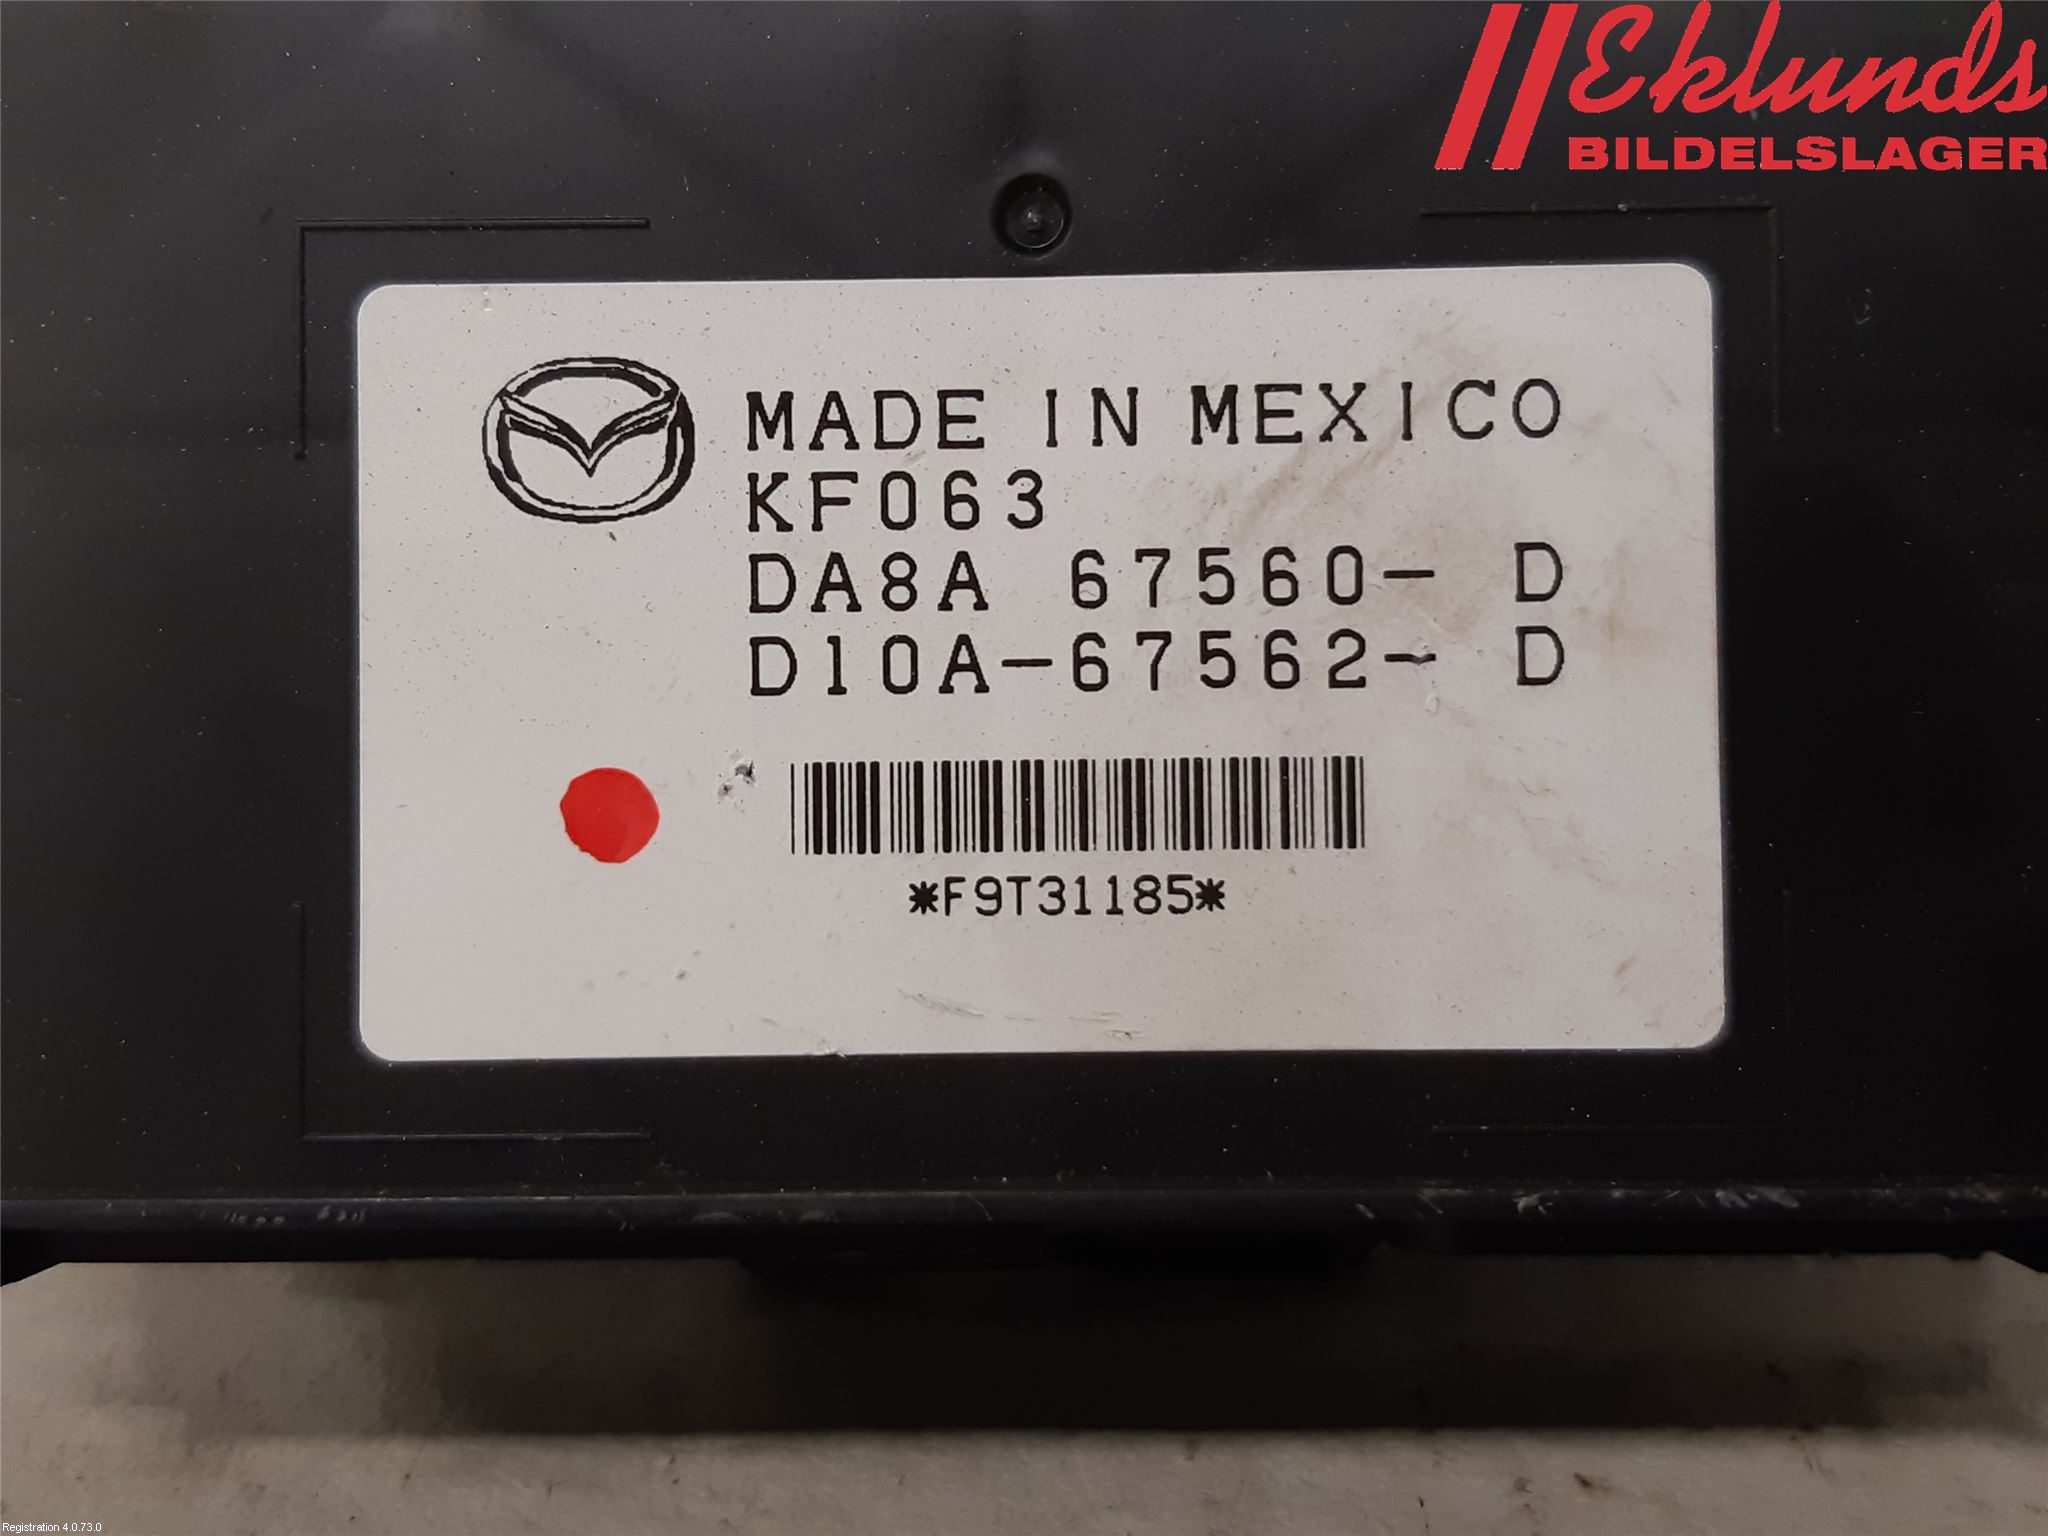 Eklunds
BILDELSLAGER
MADE IN MEXICO
KF063
DA8A 67560- D
D10A-67562- D
*F9T31185*
Registration 4.0.73.0